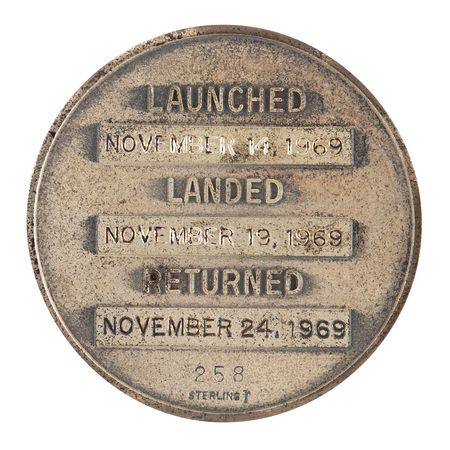 LAUNCHED
NOVEMBER 14, 1969
LANDED
NOVEMBER 19, 1969
RETURNED
NOVEMBER 24, 1969
258
STERLING